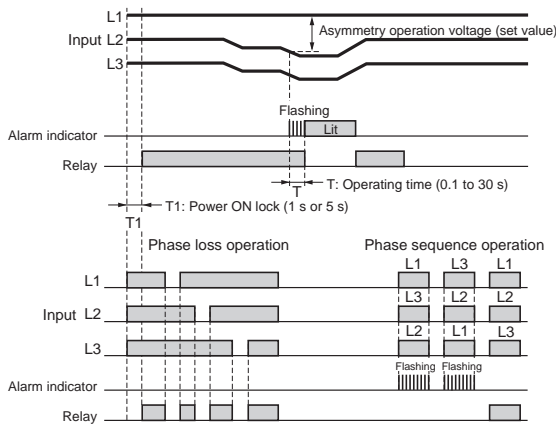 L1
Asymmetry operation voltage (set value)
Input L2
L3
Flashing
Alarm indicator
Lit
Relay
T
T: Operating time (0.1 to 30 s)
T1: Power ON lock (1 s or 5 s)
T1
Phase loss operation
Phase sequence operation
L1 L3 L1
L1
L3 L2 L2
Input L2
L2 L1 L3
L3
Flashing Flashing
Alarm indicator
Relay